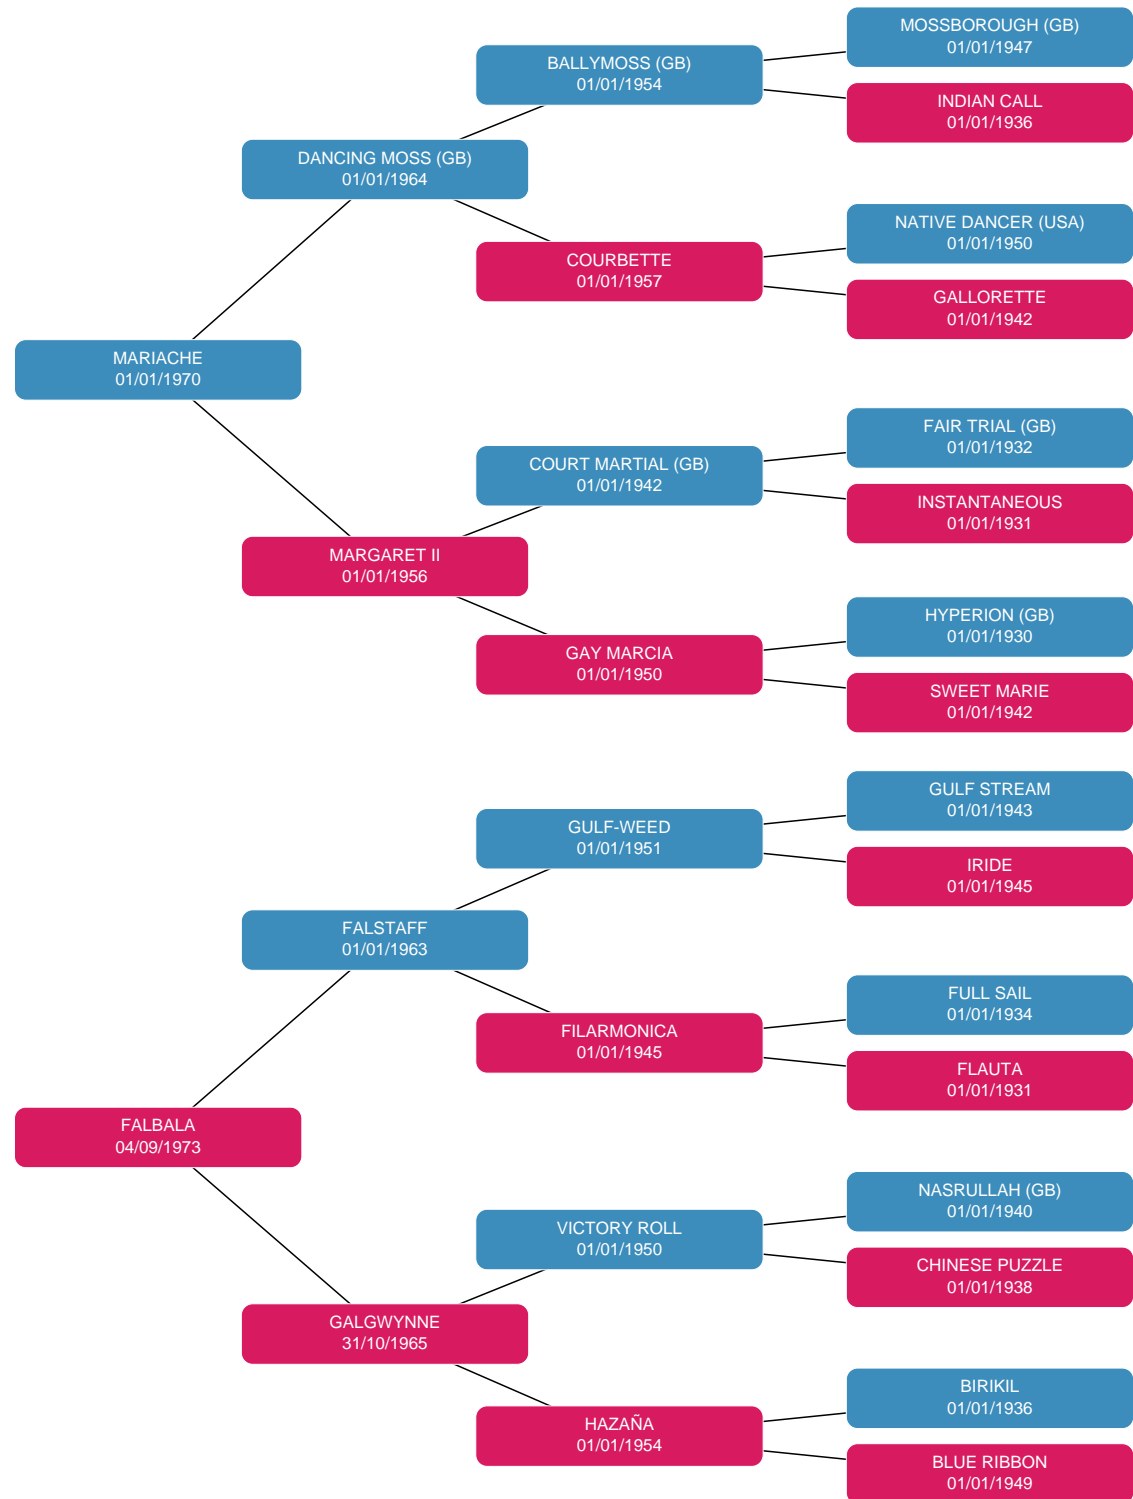 MOSSBOROUGH (GB)
01/01/1947
BALLYMOSS (GB)
01/01/1954
INDIAN CALL
01/01/1936
DANCING MOSS (GB)
01/01/1964
NATIVE DANCER (USA)
01/01/1950
COURBETTE
01/01/1957
GALLORETTE
01/01/1942
MARIACHE
01/01/1970
FAIR TRIAL (GB)
01/01/1932
COURT MARTIAL (GB)
01/01/1942
INSTANTANEOUS
01/01/1931
MARGARET II
01/01/1956
HYPERION (GB)
01/01/1930
GAY MARCIA
01/01/1950
SWEET MARIE
01/01/1942
GULF STREAM
01/01/1943
GULF-WEED
01/01/1951
IRIDE
01/01/1945
FALSTAFF
01/01/1963
FULL SAIL
01/01/1934
FILARMONICA
01/01/1945
FLAUTA
01/01/1931
FALBALA
04/09/1973
NASRULLAH (GB)
01/01/1940
VICTORY ROLL
01/01/1950
CHINESE PUZZLE
01/01/1938
GALGWYNNE
31/10/1965
BIRIKIL
01/01/1936
HAZAÑA
01/01/1954
BLUE RIBBON
01/01/1949